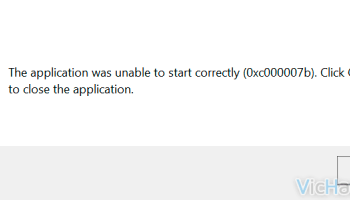 The application was unable to start correctly (0xc000007b). Click
to close the application.